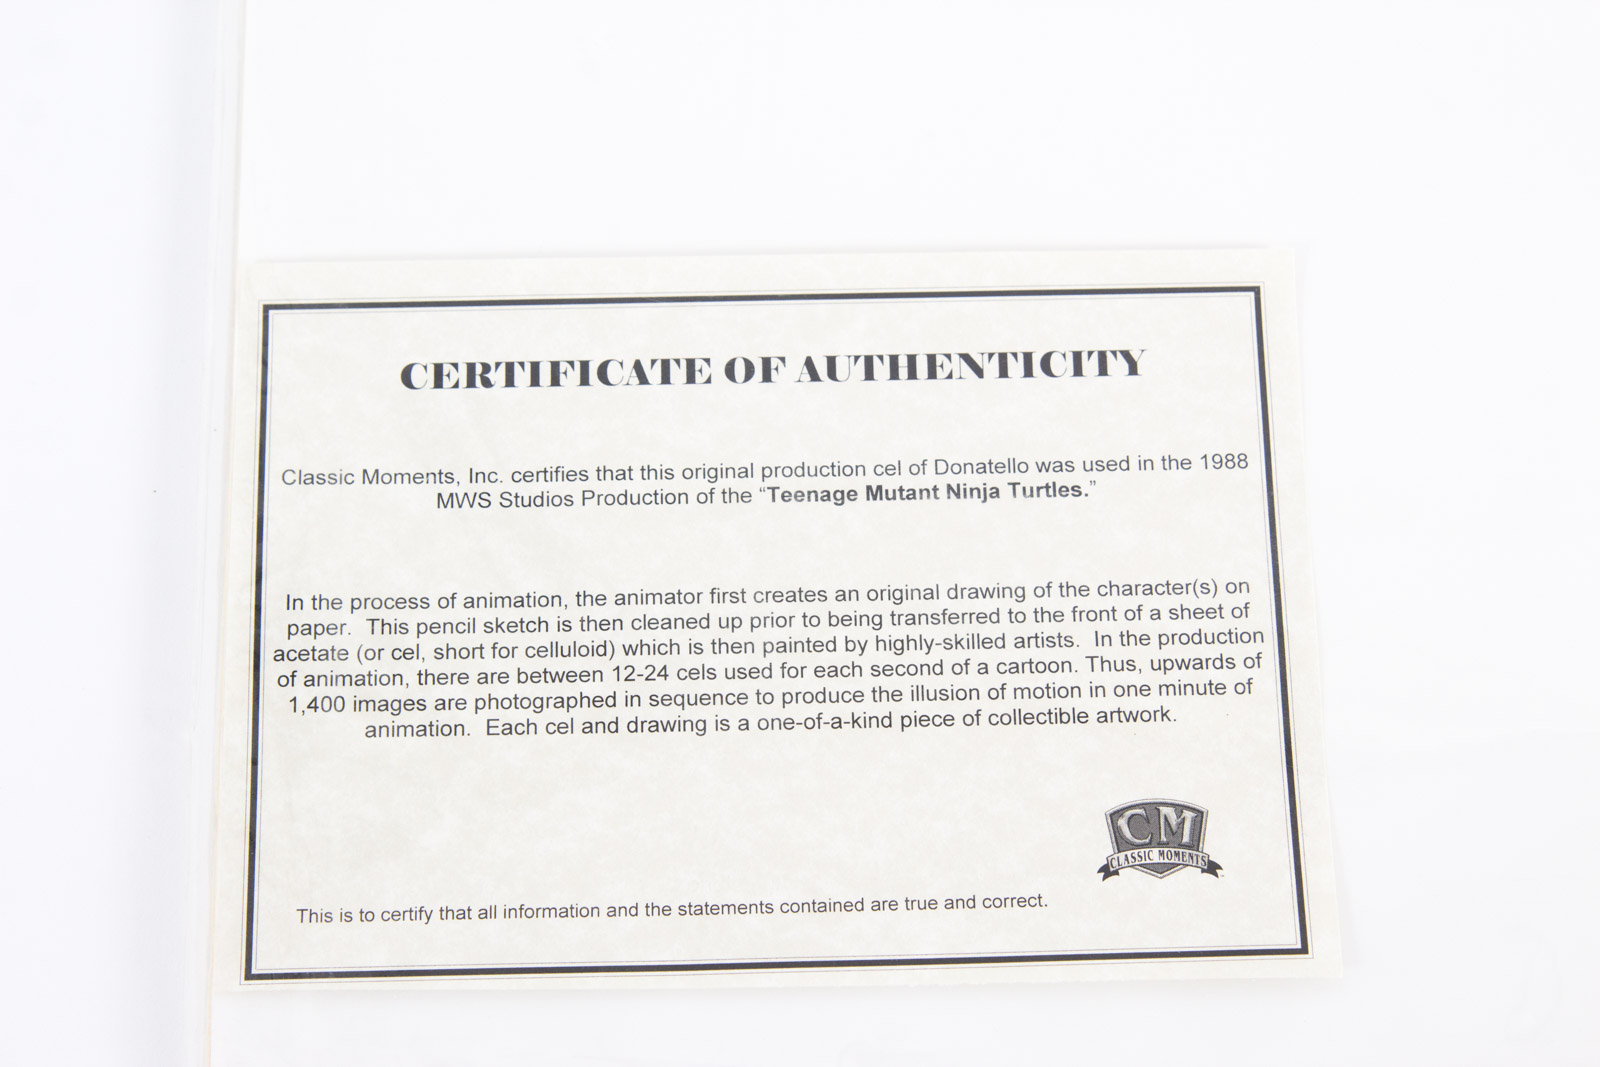 CERTIFICATE OF AUTHENTICITY
Classic Moments, Inc. certifies that this original production cel of Donatello was used in the 1988
MWS Studios Production of the “Teenage Mutant Ninja Turtles.”
In the process of animation, the animator first creates an original drawing of the character(s) on
paper.  This pencil sketch is then cleaned up prior to being transferred to the front of a sheet of
acetate (or cel, short for celluloid) which is then painted by highly-skilled artists.  In the production
of animation, there are between 12-24 cels used for each second of a cartoon. Thus, upwards of
1,400 images are photographed in sequence to produce the illusion of motion in one minute of
animation.  Each cel and drawing is a one-of-a-kind piece of collectible artwork.
CM
CLASSIC MOMENTS
This is to certify that all information and the statements contained are true and correct.